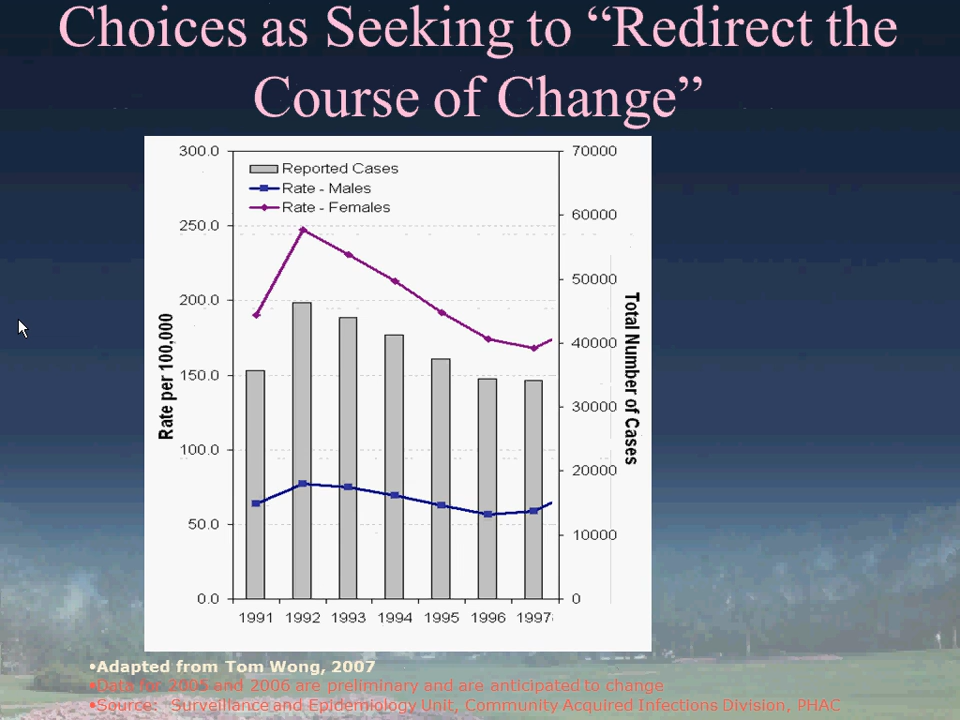 Choices as Seeking to “Redirect the
Course of Change”
300.0
250.0
200.0
150.0
100.0
50.0
0.0
Rate per 100,000
Reported Cases
Rate - Males
Rate - Females
70000
60000
50000
40000
30000
20000
10000
0
Total Number of Cases
1991 1992 1993 1994 1995 1996 1997
•Adapted from Tom Wong, 2007
•Data for 2005 and 2006 are preliminary and are anticipated to change
•Source: Surveillance and Epidemiology Unit, Community Acquired Infections Division, PHAC